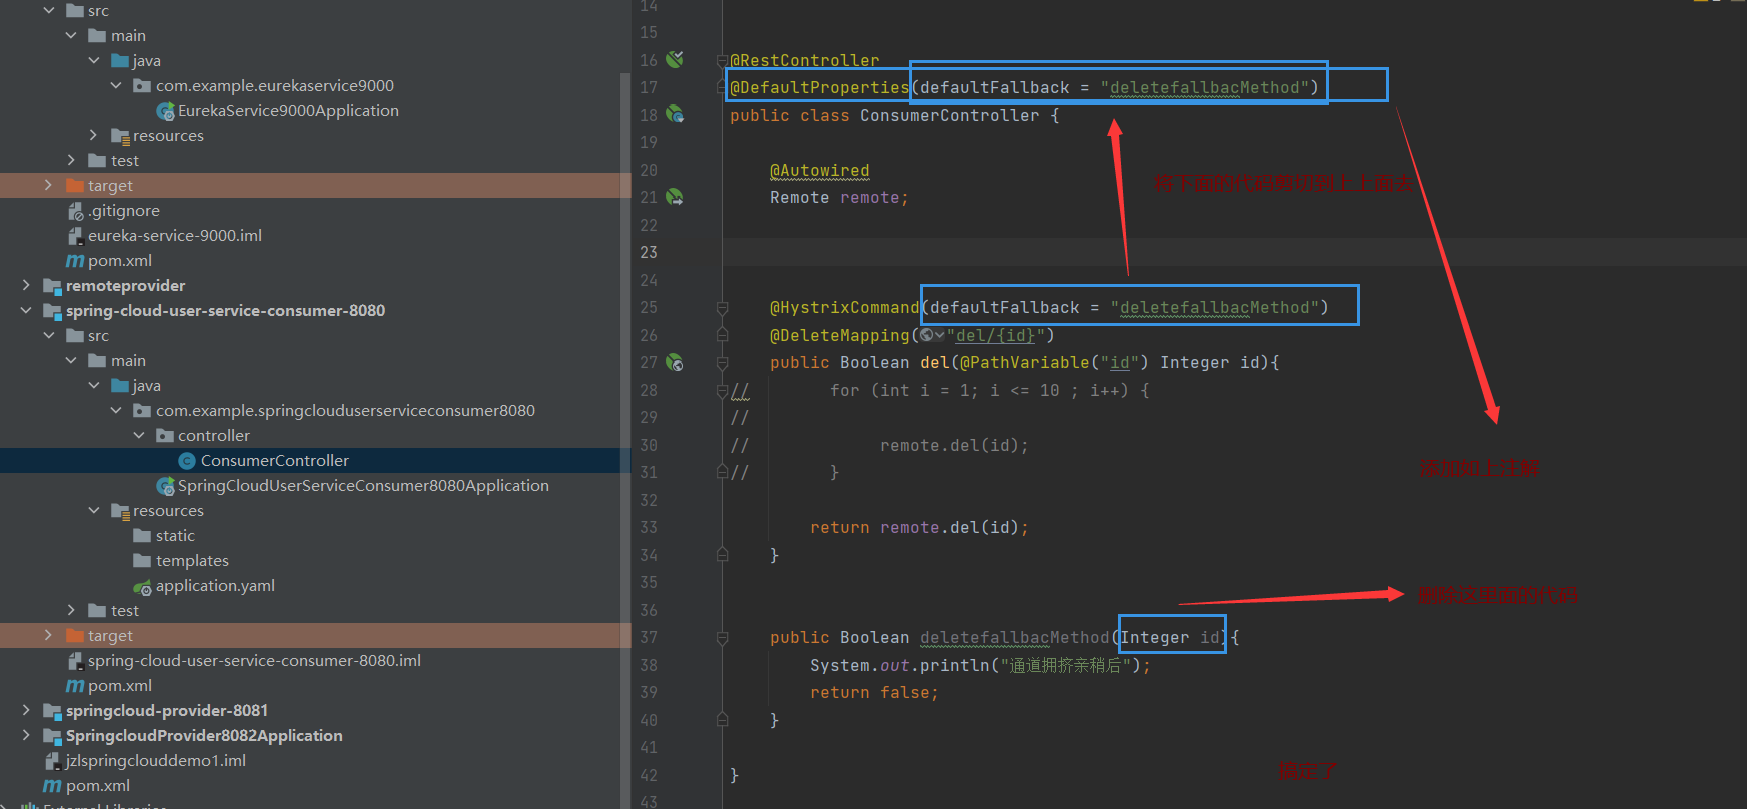 src
main
java
com.example.eurekaservice9000
EurekaService9000Application
resources
test
target
.gitignore
eureka-service-9000.iml
pom.xml
remoteprovider
spring-cloud-user-service-consumer-8080
src
main
java
com.example.springclouduserserviceconsumer8080
controller
ConsumerController
SpringCloudUserServiceConsumer8080Application
resources
static
templates
application.yaml
test
target
spring-cloud-user-service-consumer-8080.iml
pom.xml
springcloud-provider-8081
SpringcloudProvider8082Application
jzlspringclouddemo1.iml
pom.xml
External Libraries
14
15
16 @RestController
17 @DefaultProperties(defaultFallback = "deletefallbacMethod")
18 public class ConsumerController {
19
20 @Autowired
将下面的代码剪切到上上面去
21 Remote remote;
22
23
24
25 @HystrixCommand(defaultFallback = "deletefallbacMethod")
26 @DeleteMapping("del/{id}")
27 public Boolean del(@PathVariable("id") Integer id){
28 // for (int i = 1; i <= 10 ; i++) {
29 //
30 // remote.del(id);
31 // }
添加如上注解
32
33 return remote.del(id);
34 }
35
36
删除这里面的代码
37 public Boolean deletefallbacMethod(Integer id){
38 System.out.println("通道拥挤亲稍后");
39 return false;
40 }
41
42 }
搞定了
43